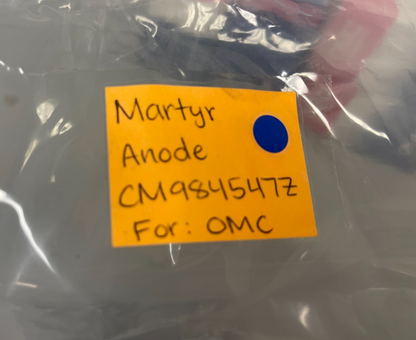 Martyr
Anode
CM984547Z
For: OMC